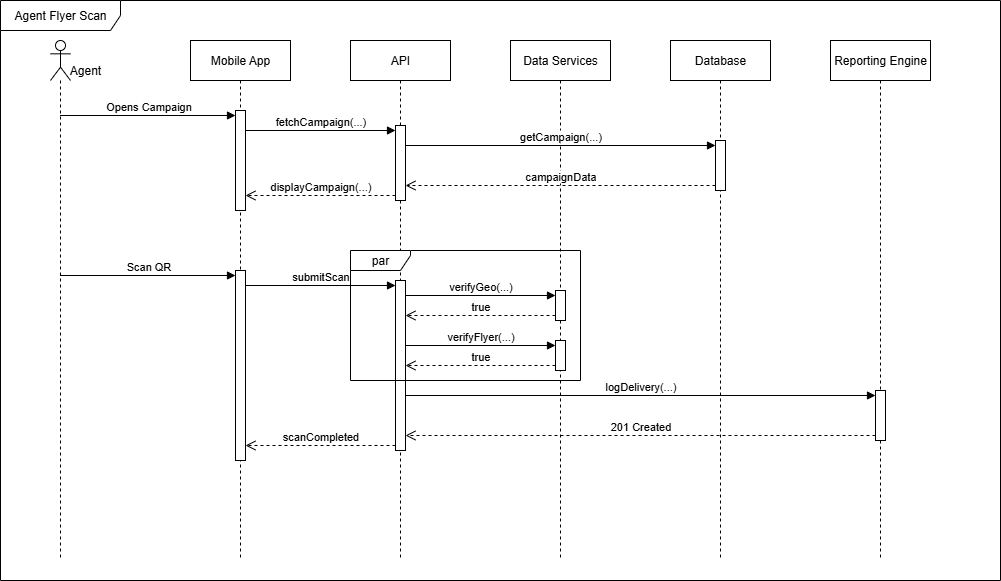 Agent Flyer Scan
Agent
Mobile App
API
Data Services
Database
Reporting Engine
Opens Campaign
fetchCampaign(...)
getCampaign(...)
campaignData
displayCampaign(...)
par
Scan QR
submitScan
verifyGeo(...)
true
verifyFlyer(...)
true
logDelivery(...)
201 Created
scanCompleted